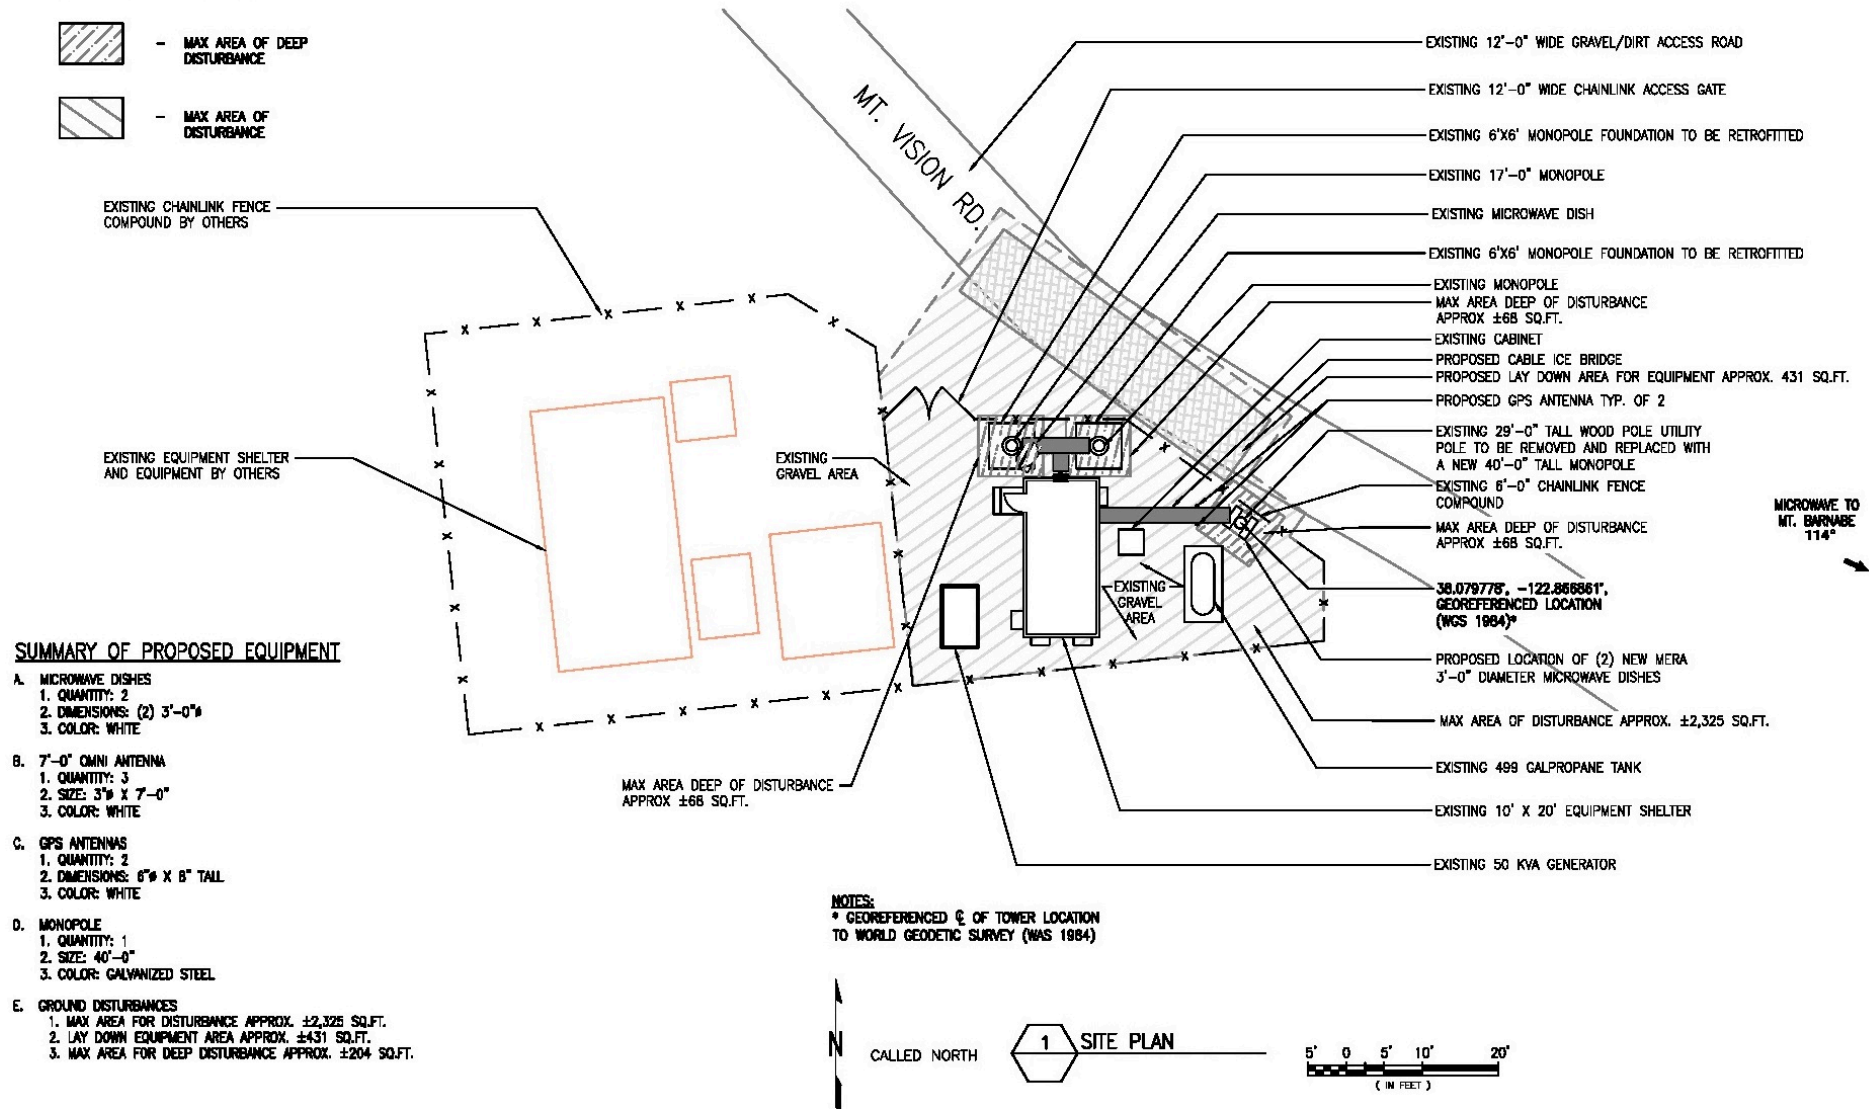 - MAX AREA OF DEEP
DISTURBANCE
- MAX AREA OF
DISTURBANCE
EXISTING CHAINLINK FENCE
COMPOUND BY OTHERS
EXISTING EQUIPMENT SHELTER
AND EQUIPMENT BY OTHERS
MT. VISION RD.
EXISTING
GRAVEL AREA
EXISTING
GRAVEL
AREA
MAX AREA DEEP OF DISTURBANCE
APPROX ±68 SQ.FT.
EXISTING 12'-0" WIDE GRAVEL/DIRT ACCESS ROAD
EXISTING 12'-0" WIDE CHAINLINK ACCESS GATE
EXISTING 6'X6' MONOPOLE FOUNDATION TO BE RETROFITTED
EXISTING 17'-0" MONOPOLE
EXISTING MICROWAVE DISH
EXISTING 6'X6' MONOPOLE FOUNDATION TO BE RETROFITTED
EXISTING MONOPOLE
MAX AREA DEEP OF DISTURBANCE
APPROX ±68 SQ.FT.
EXISTING CABINET
PROPOSED CABLE ICE BRIDGE
PROPOSED LAY DOWN AREA FOR EQUIPMENT APPROX. 431 SQ.FT.
PROPOSED GPS ANTENNA TYP. OF 2
EXISTING 29'-0" TALL WOOD POLE UTILITY
POLE TO BE REMOVED AND REPLACED WITH
A NEW 40'-0" TALL MONOPOLE
EXISTING 6'-0" CHAINLINK FENCE
COMPOUND
MAX AREA DEEP OF DISTURBANCE
APPROX ±68 SQ.FT.
38.079778°, -122.866861°,
GEOREFERENCED LOCATION
(WGS 1984)*
PROPOSED LOCATION OF (2) NEW MERA
3'-0" DIAMETER MICROWAVE DISHES
MAX AREA OF DISTURBANCE APPROX. ±2,325 SQ.FT.
EXISTING 499 GALPROPANE TANK
EXISTING 10' X 20' EQUIPMENT SHELTER
EXISTING 50 KVA GENERATOR
MICROWAVE TO
MT. BARNABE
114°
SUMMARY OF PROPOSED EQUIPMENT
A. MICROWAVE DISHES
1. QUANTITY: 2
2. DIMENSIONS: (2) 3'-0"ø
3. COLOR: WHITE
B. 7'-0" OMNI ANTENNA
1. QUANTITY: 3
2. SIZE: 3"ø X 7'-0"
3. COLOR: WHITE
C. GPS ANTENNAS
1. QUANTITY: 2
2. DIMENSIONS: 6"ø X 8" TALL
3. COLOR: WHITE
D. MONOPOLE
1. QUANTITY: 1
2. SIZE: 40'-0"
3. COLOR: GALVANIZED STEEL
E. GROUND DISTURBANCES
1. MAX AREA FOR DISTURBANCE APPROX. ±2,325 SQ.FT.
2. LAY DOWN EQUIPMENT AREA APPROX. ±431 SQ.FT.
3. MAX AREA FOR DEEP DISTURBANCE APPROX. ±204 SQ.FT.
NOTES:
* GEOREFERENCED ℄ OF TOWER LOCATION
TO WORLD GEODETIC SURVEY (WAS 1984)
N
CALLED NORTH
1 SITE PLAN
5' 0 5' 10' 20'
( IN FEET )